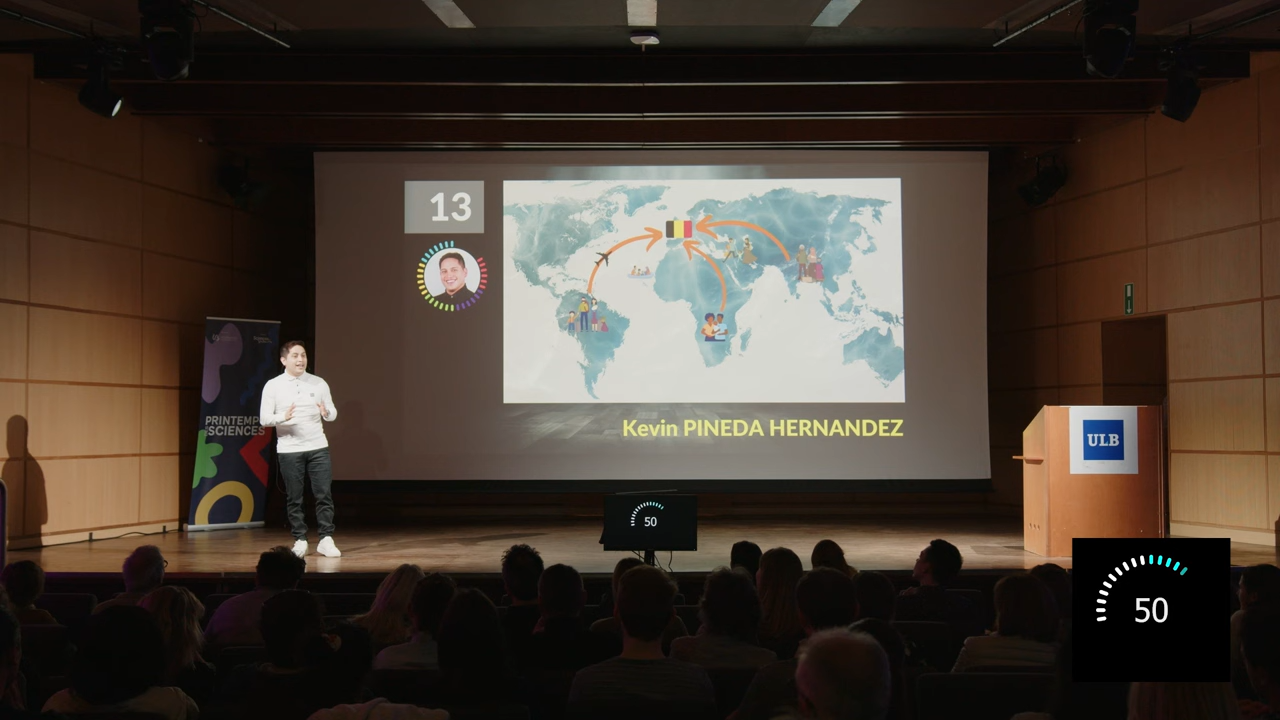 13
Kevin PINEDA HERNANDEZ
PRINTEMPS
SCIENCES
ULB
50
50